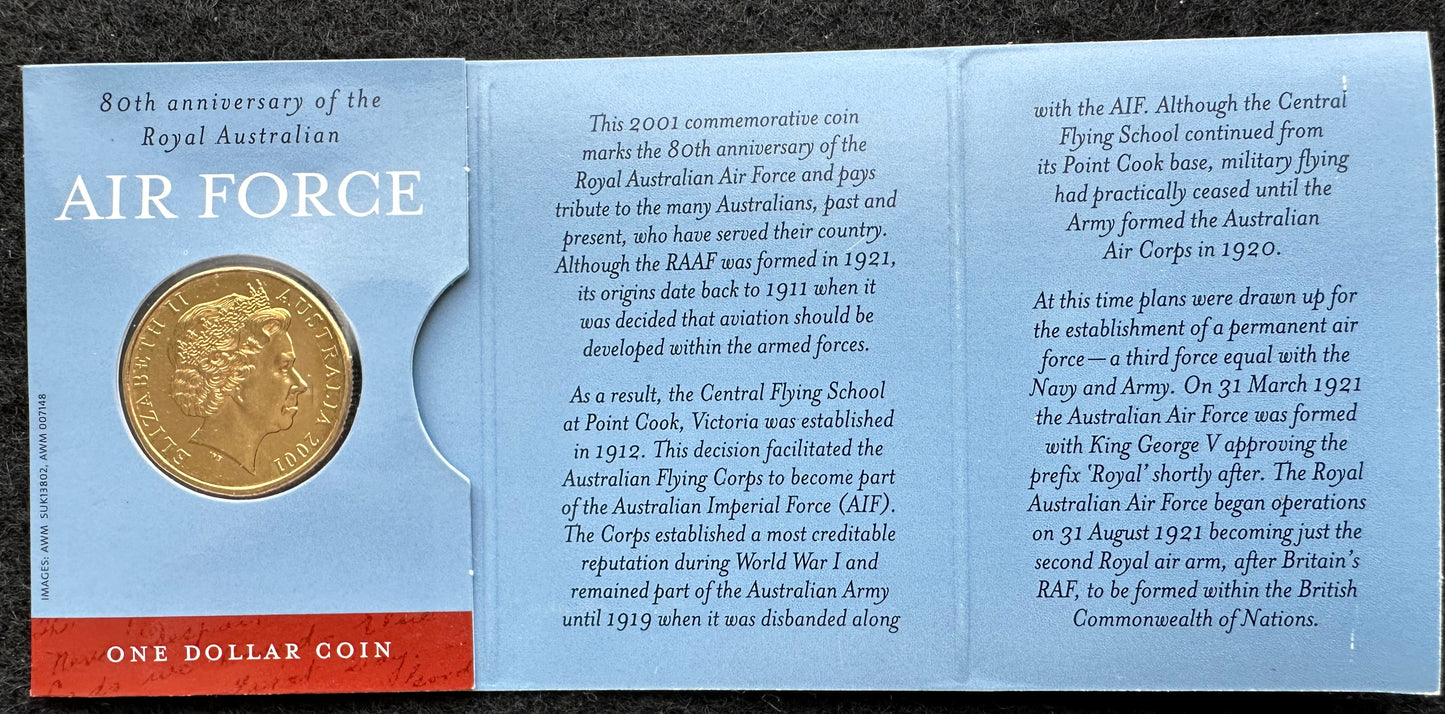 80th anniversary of the
Royal Australian
AIR FORCE
ELIZABETH II AUSTRALIA 2001
IMAGES: AWM SUK13802, AWM 007148
ONE DOLLAR COIN
This 2001 commemorative coin
marks the 80th anniversary of the
Royal Australian Air Force and pays
tribute to the many Australians, past and
present, who have served their country.
Although the RAAF was formed in 1921,
its origins date back to 1911 when it
was decided that aviation should be
developed within the armed forces.
As a result, the Central Flying School
at Point Cook, Victoria was established
in 1912. This decision facilitated the
Australian Flying Corps to become part
of the Australian Imperial Force (AIF).
The Corps established a most creditable
reputation during World War I and
remained part of the Australian Army
until 1919 when it was disbanded along
with the AIF. Although the Central
Flying School continued from
its Point Cook base, military flying
had practically ceased until the
Army formed the Australian
Air Corps in 1920.
At this time plans were drawn up for
the establishment of a permanent air
force—a third force equal with the
Navy and Army. On 31 March 1921
the Australian Air Force was formed
with King George V approving the
prefix ‘Royal’ shortly after. The Royal
Australian Air Force began operations
on 31 August 1921 becoming just the
second Royal air arm, after Britain’s
RAF, to be formed within the British
Commonwealth of Nations.